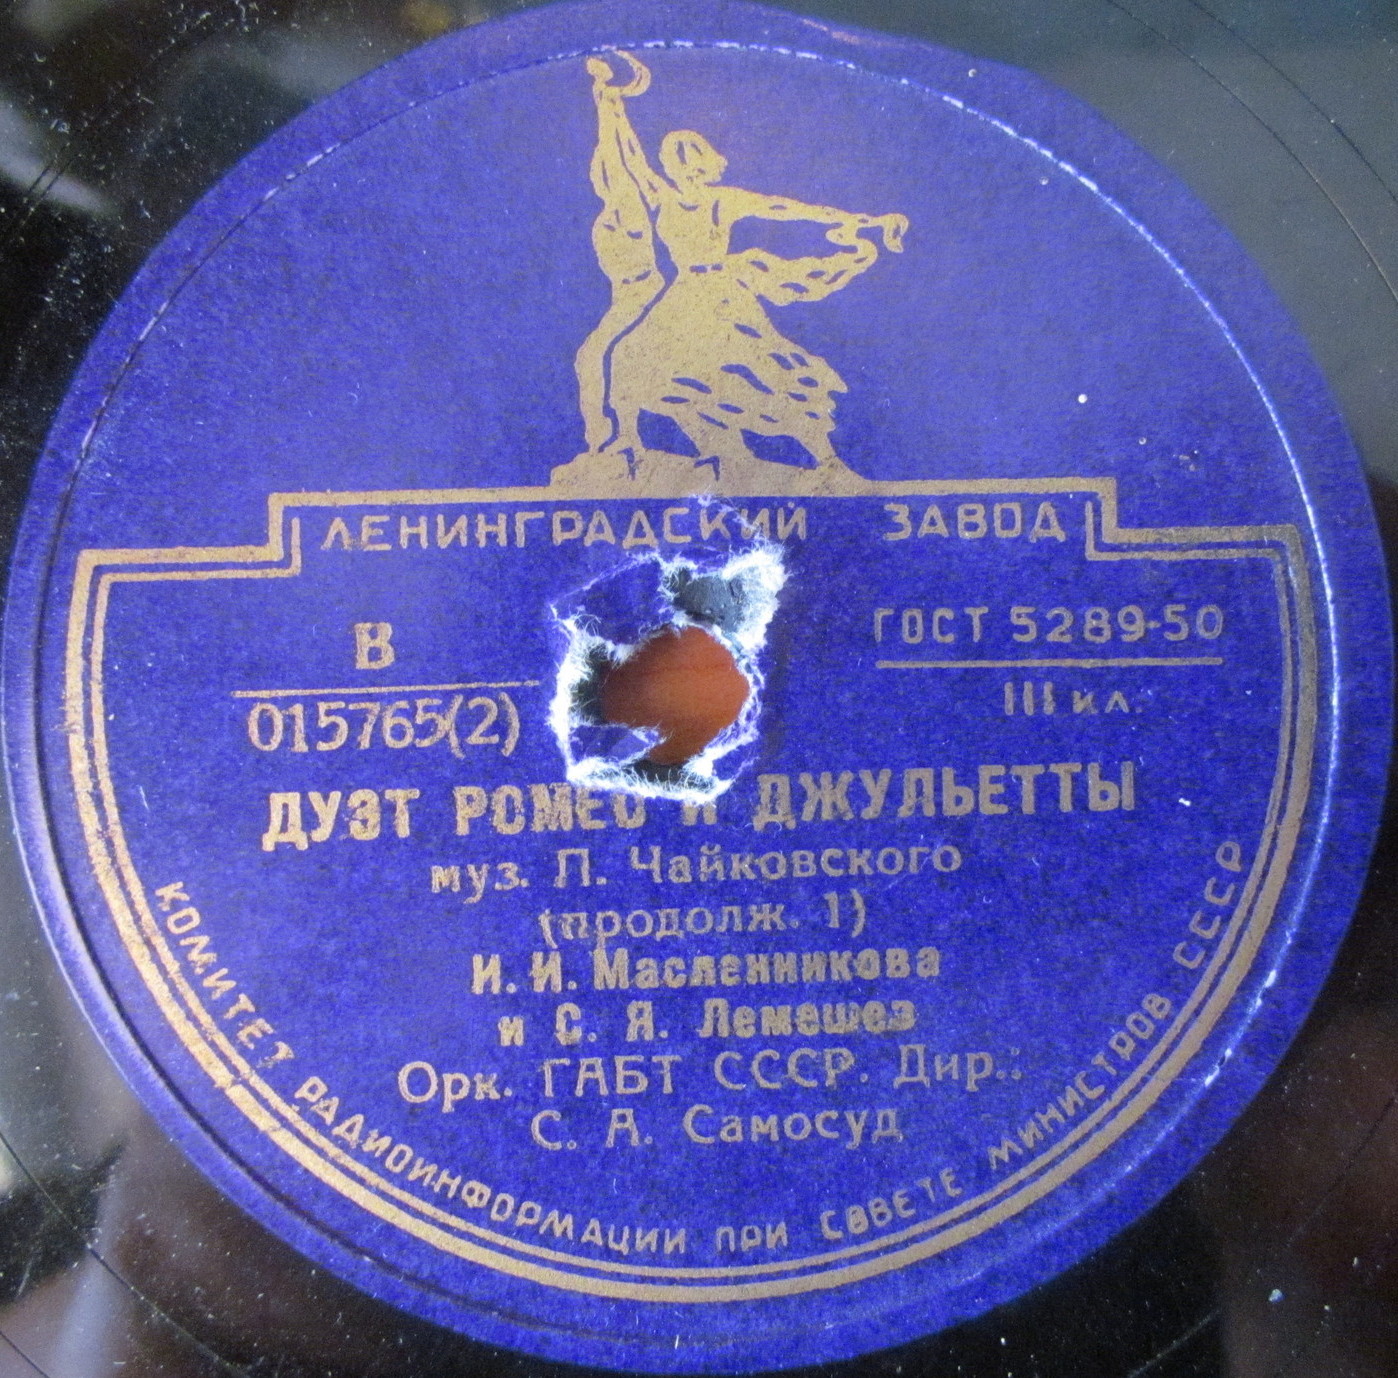 ЛЕНИНГРАДСКИЙ ЗАВОД
В
015765(2)
ГОСТ 5289-50
III кл.
ДУЭТ РОМЕО И ДЖУЛЬЕТТЫ
муз. П. Чайковского
(продолж. 1)
И. И. Масленникова
и С. Я. Лемешев
Орк. ГАБТ СССР. Дир.:
С. А. Самосуд
КОМИТЕТ РАДИОИНФОРМАЦИИ ПРИ СОВЕТЕ МИНИСТРОВ СССР